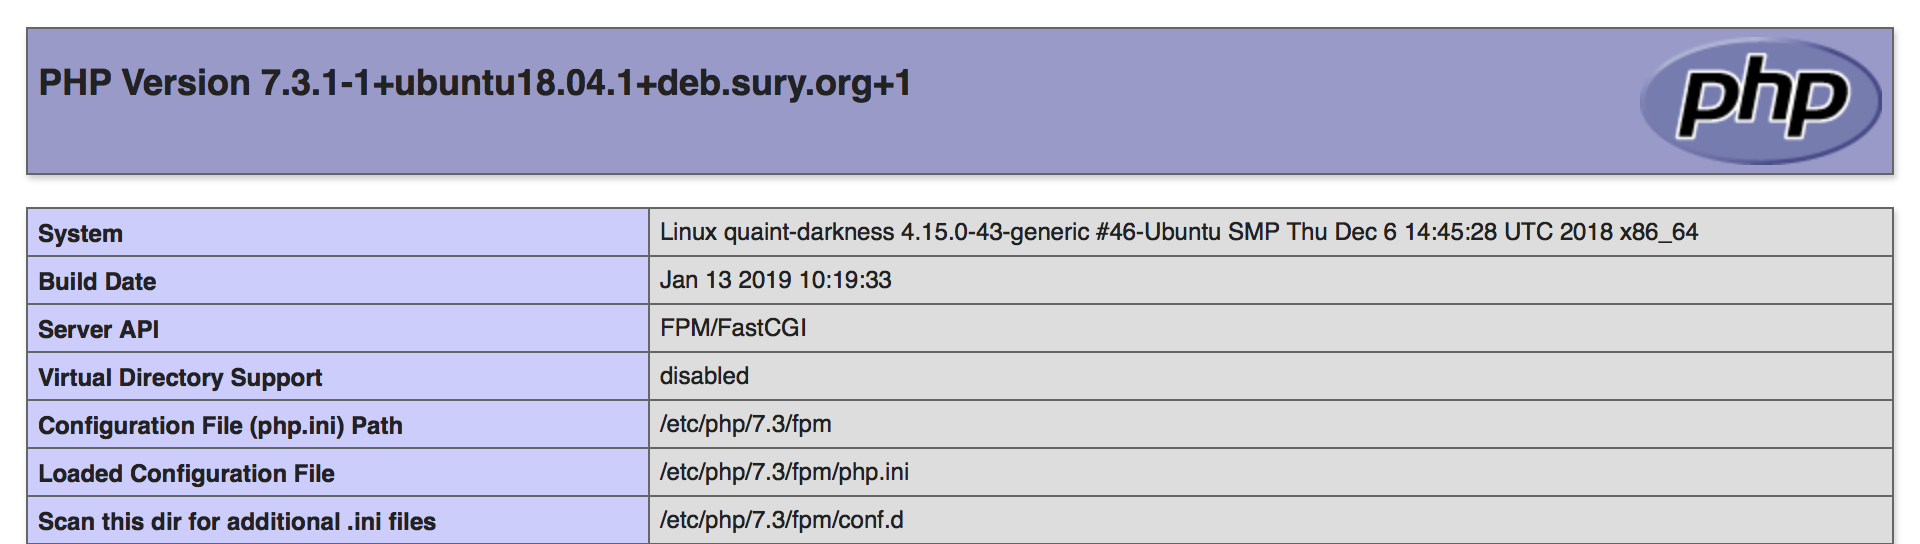 PHP Version 7.3.1-1+ubuntu18.04.1+deb.sury.org+1
php
System Linux quaint-darkness 4.15.0-43-generic #46-Ubuntu SMP Thu Dec 6 14:45:28 UTC 2018 x86_64
Build Date Jan 13 2019 10:19:33
Server API FPM/FastCGI
Virtual Directory Support disabled
Configuration File (php.ini) Path /etc/php/7.3/fpm
Loaded Configuration File /etc/php/7.3/fpm/php.ini
Scan this dir for additional .ini files /etc/php/7.3/fpm/conf.d